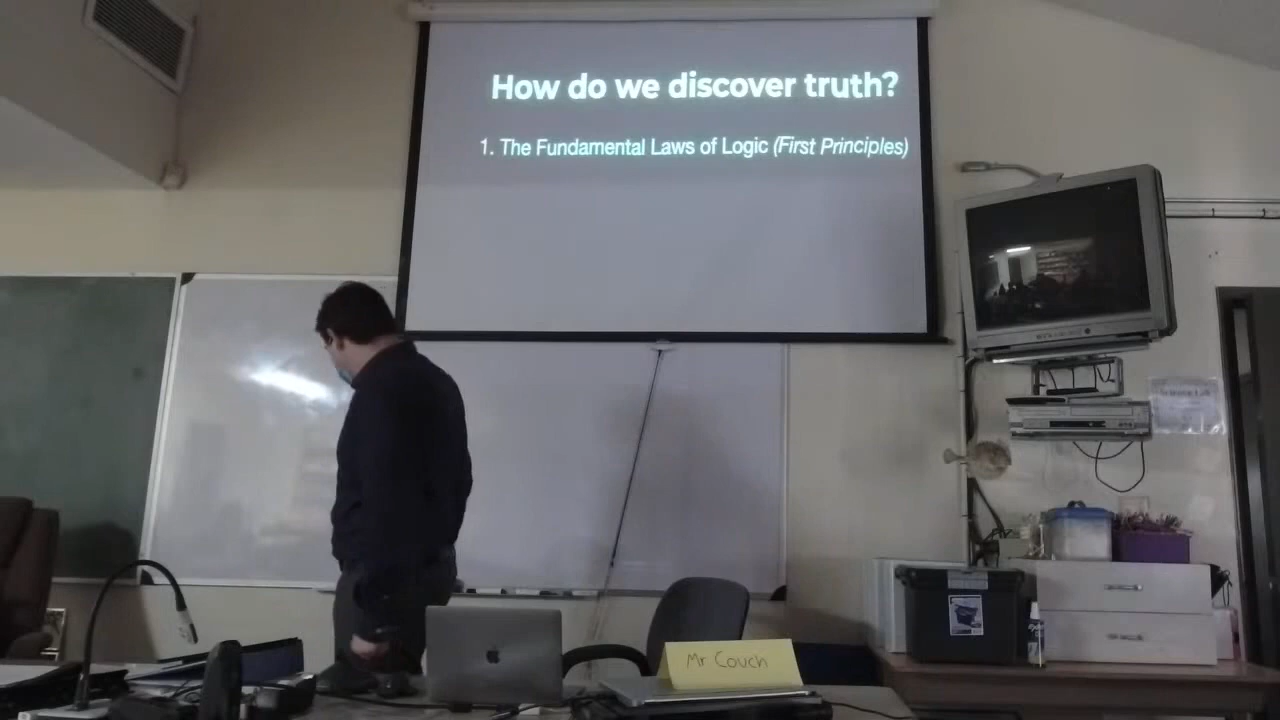 How do we discover truth?
1. The Fundamental Laws of Logic (First Principles)
Mr Couch